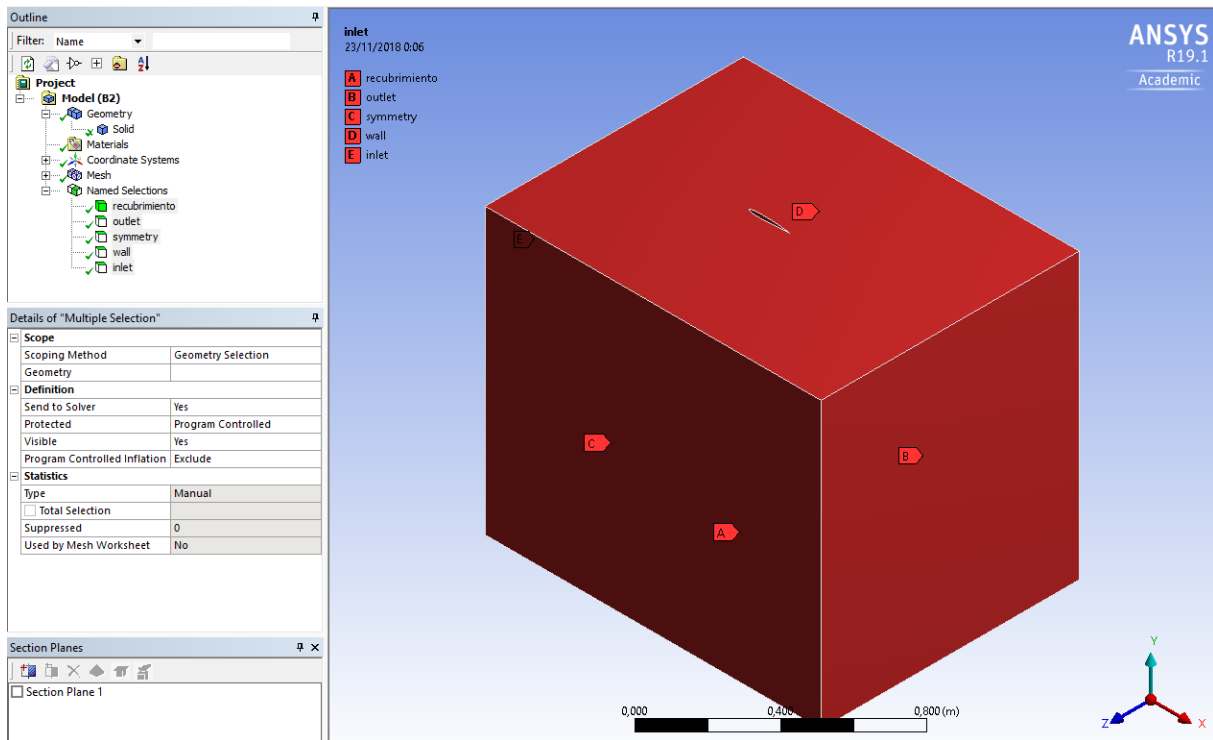 Outline
Filter: Name
Project
Model (B2)
Geometry
Solid
Materials
Coordinate Systems
Mesh
Named Selections
recubrimiento
outlet
symmetry
wall
inlet
Details of "Multiple Selection"
Scope
Scoping Method Geometry Selection
Geometry
Definition
Send to Solver Yes
Protected Program Controlled
Visible Yes
Program Controlled Inflation Exclude
Statistics
Type Manual
Total Selection
Suppressed 0
Used by Mesh Worksheet No
Section Planes
Section Plane 1
inlet
23/11/2018 0:06
A recubrimiento
B outlet
C symmetry
D wall
E inlet
ANSYS
R19.1
Academic
D
E
C
B
A
0,000 0,400 0,800 (m)
Y
Z X